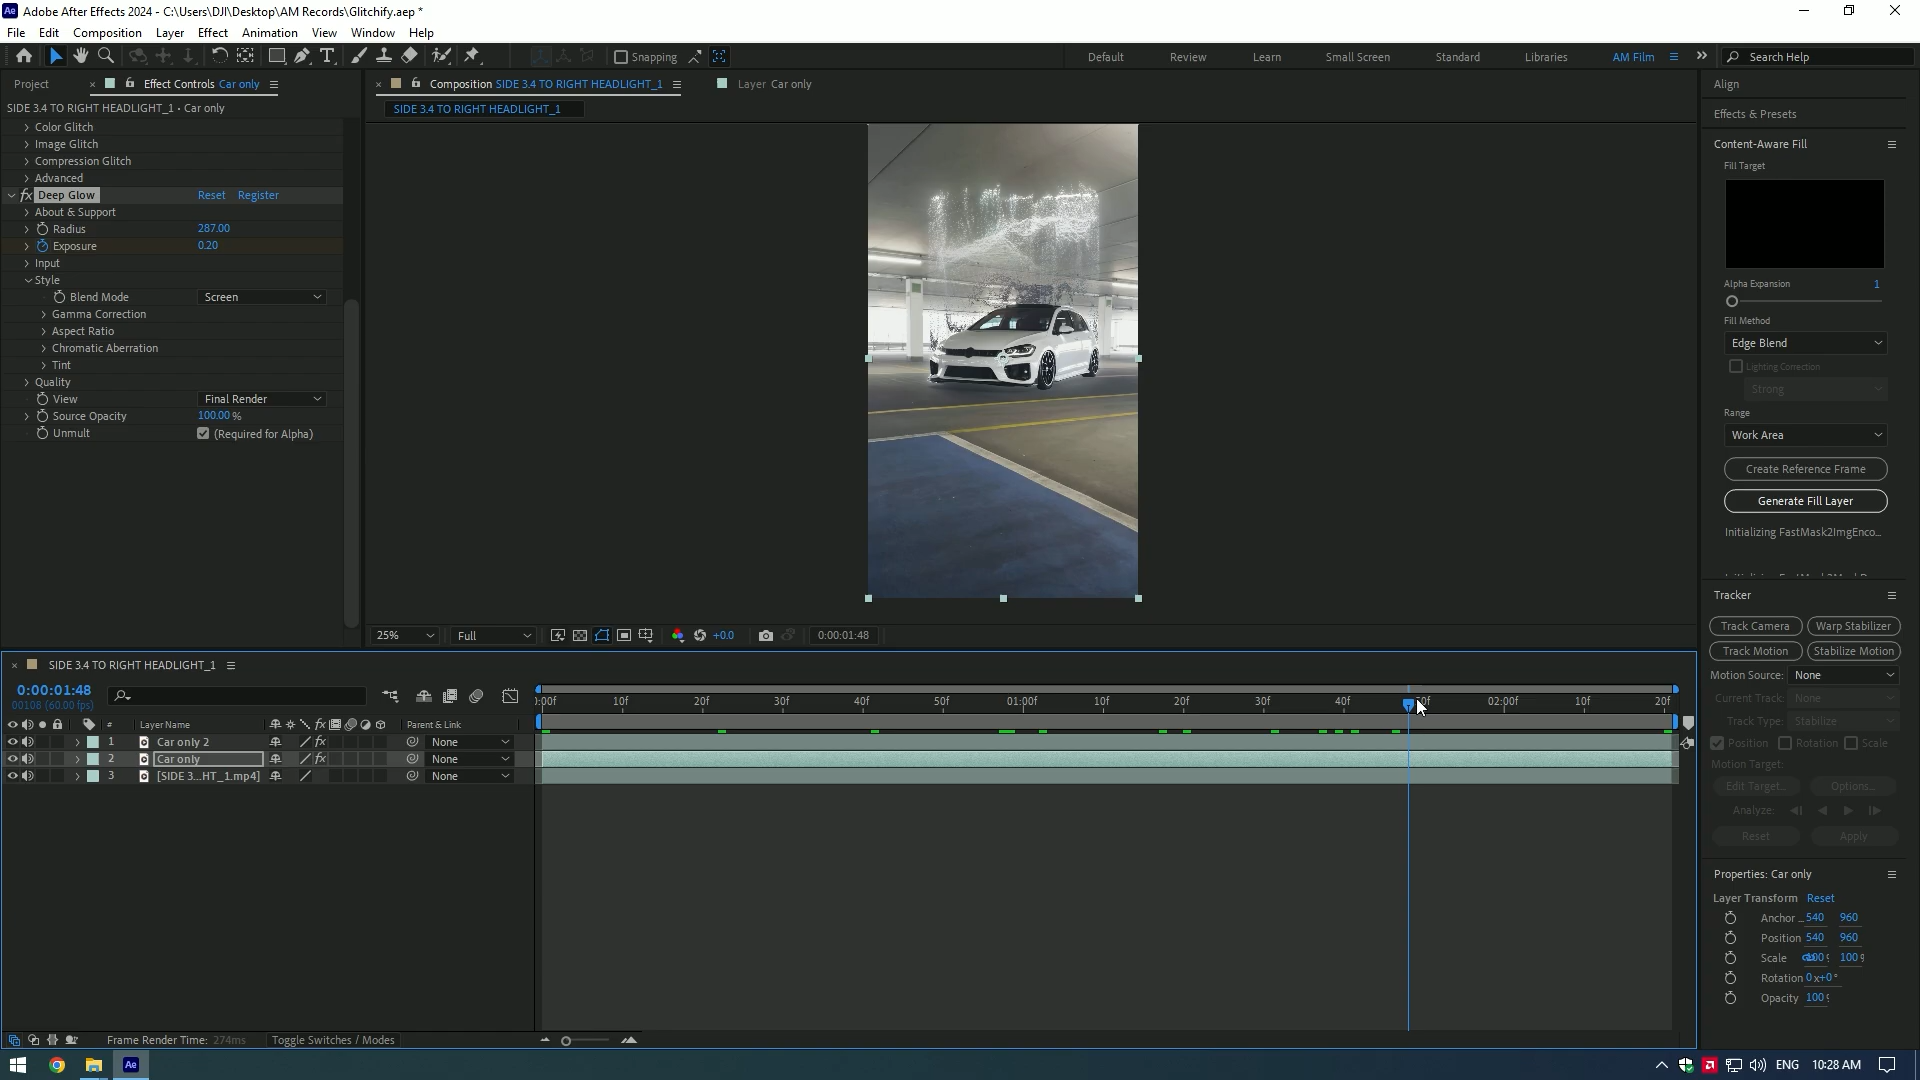 Adobe After Effects 2024 - C:\Users\DJI\Desktop\AM Records\Glitchify.aep *
File Edit Composition Layer Effect Animation View Window Help
Snapping
Default Review Learn Small Screen Standard Libraries AM Film Search Help
Project Effect Controls Car only
SIDE 3.4 TO RIGHT HEADLIGHT_1 • Car only
Color Glitch
Image Glitch
Compression Glitch
Advanced
fx Deep Glow Reset Register
About & Support
Radius 287.00
Exposure 0.20
Input
Style
Blend Mode Screen
Gamma Correction
Aspect Ratio
Chromatic Aberration
Tint
Quality
View Final Render
Source Opacity 100.00 %
Unmult (Required for Alpha)
Composition SIDE 3.4 TO RIGHT HEADLIGHT_1 Layer Car only
SIDE 3.4 TO RIGHT HEADLIGHT_1
25% Full +0.0 0:00:01:48
Align
Effects & Presets
Content-Aware Fill
Fill Target
Alpha Expansion 1
Fill Method
Edge Blend
Lighting Correction
Strong
Range
Work Area
Create Reference Frame
Generate Fill Layer
Initializing FastMask2ImgEnco...
Tracker
Track Camera Warp Stabilizer
Track Motion Stabilize Motion
Motion Source: None
Current Track: None
Track Type: Stabilize
Position Rotation Scale
Motion Target:
Edit Target... Options...
Analyze:
Reset Apply
Properties: Car only
Layer Transform Reset
Anchor ... 540 960
Position 540 960
Scale 100 100
Rotation 0x+0°
Opacity 100
SIDE 3.4 TO RIGHT HEADLIGHT_1
0:00:01:48
00108 (60.00 fps)
:00f 10f 20f 30f 40f 50f 01:00f 10f 20f 30f 40f 02:00f 10f 20f
# Layer Name fx Parent & Link
1 Car only 2 fx None
2 Car only fx None
3 [SIDE 3...HT_1.mp4] None
Frame Render Time: 274ms Toggle Switches / Modes
Ae ENG 10:28 AM